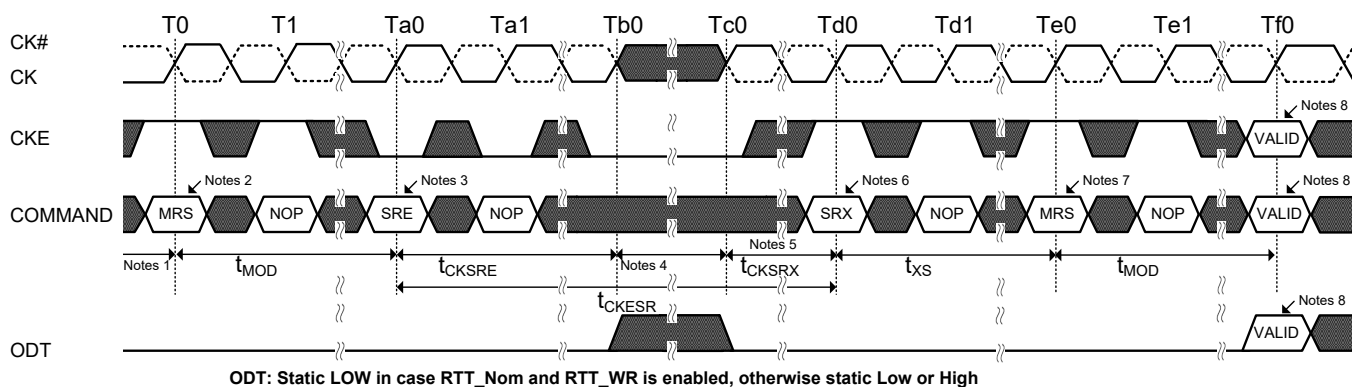 T0 T1 Ta0 Ta1 Tb0 Tc0 Td0 Td1 Te0 Te1 Tf0
CK#
CK
Notes 8
CKE
VALID
Notes 2 Notes 3 Notes 6 Notes 7 Notes 8
COMMAND MRS NOP SRE NOP SRX NOP MRS NOP VALID
Notes 1 tMOD tCKSRE Notes 4 Notes 5 tCKSRX tXS tMOD
tCKESR
Notes 8
ODT
VALID
ODT: Static LOW in case RTT_Nom and RTT_WR is enabled, otherwise static Low or High